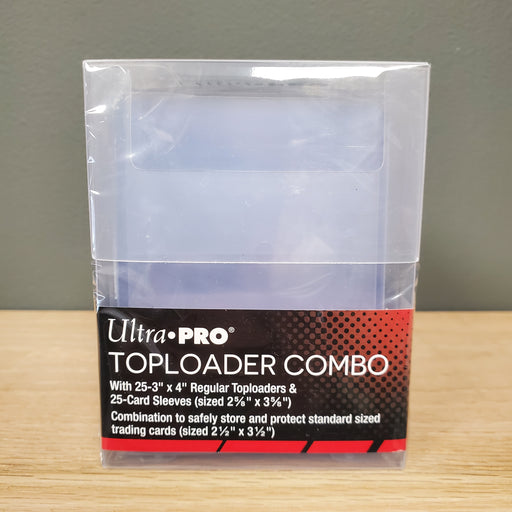 Ultra•PRO®
TOPLOADER COMBO
With 25-3" x 4" Regular Toploaders &
25-Card Sleeves (sized 2⅝" x 3⅝")
Combination to safely store and protect standard sized
trading cards (sized 2½" x 3½")